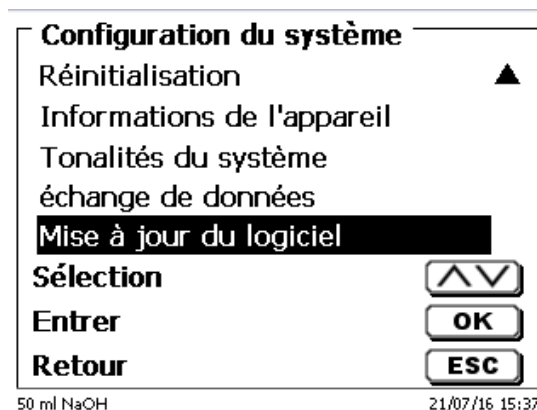 Configuration du système
Réinitialisation
Informations de l'appareil
Tonalités du système
échange de données
Mise à jour du logiciel
Sélection
Entrer OK
Retour ESC
50 ml NaOH 21/07/16 15:37